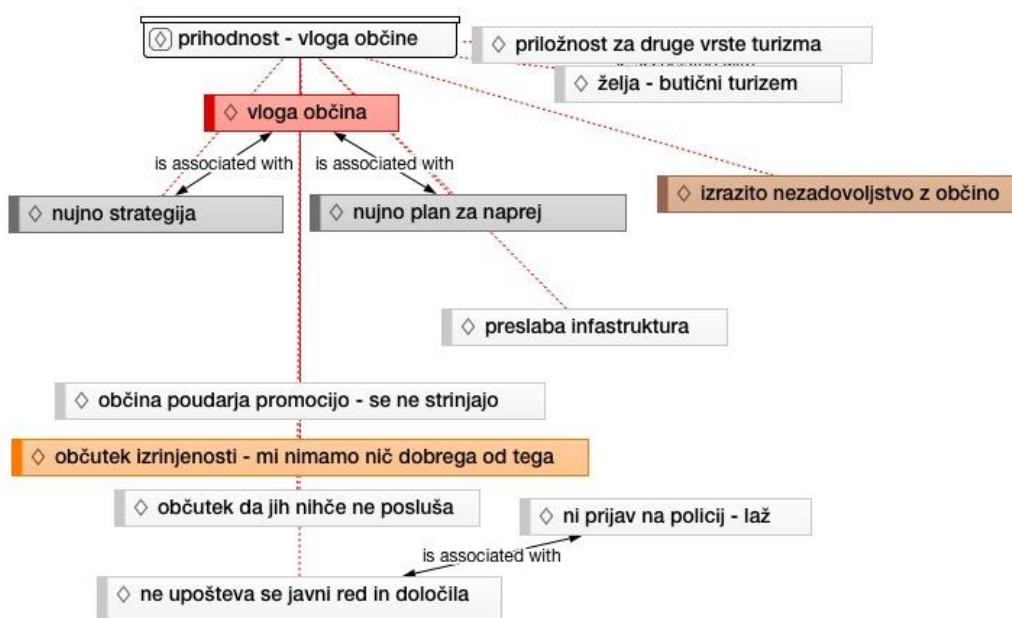 prihodnost - vloga občine
priložnost za druge vrste turizma
želja - butični turizem
vloga občina
is associated with
is associated with
izrazito nezadovoljstvo z občino
nujno strategija
nujno plan za naprej
preslaba infastruktura
občina poudarja promocijo - se ne strinjajo
občutek izrinjenosti - mi nimamo nič dobrega od tega
občutek da jih nihče ne posluša
ni prijav na policij - laž
is associated with
ne upošteva se javni red in določila